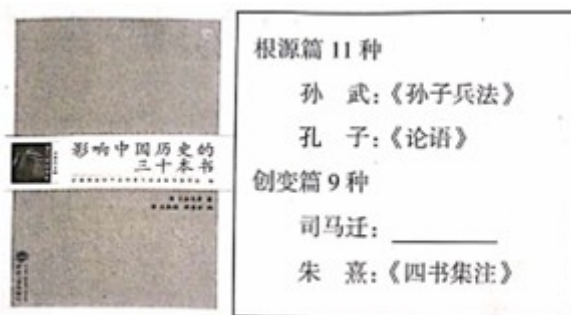 影响中国历史的
三十本书
根源篇 11 种
孙 武：《孙子兵法》
孔 子：《论语》
创变篇 9 种
司马迁：
朱 熹：《四书集注》